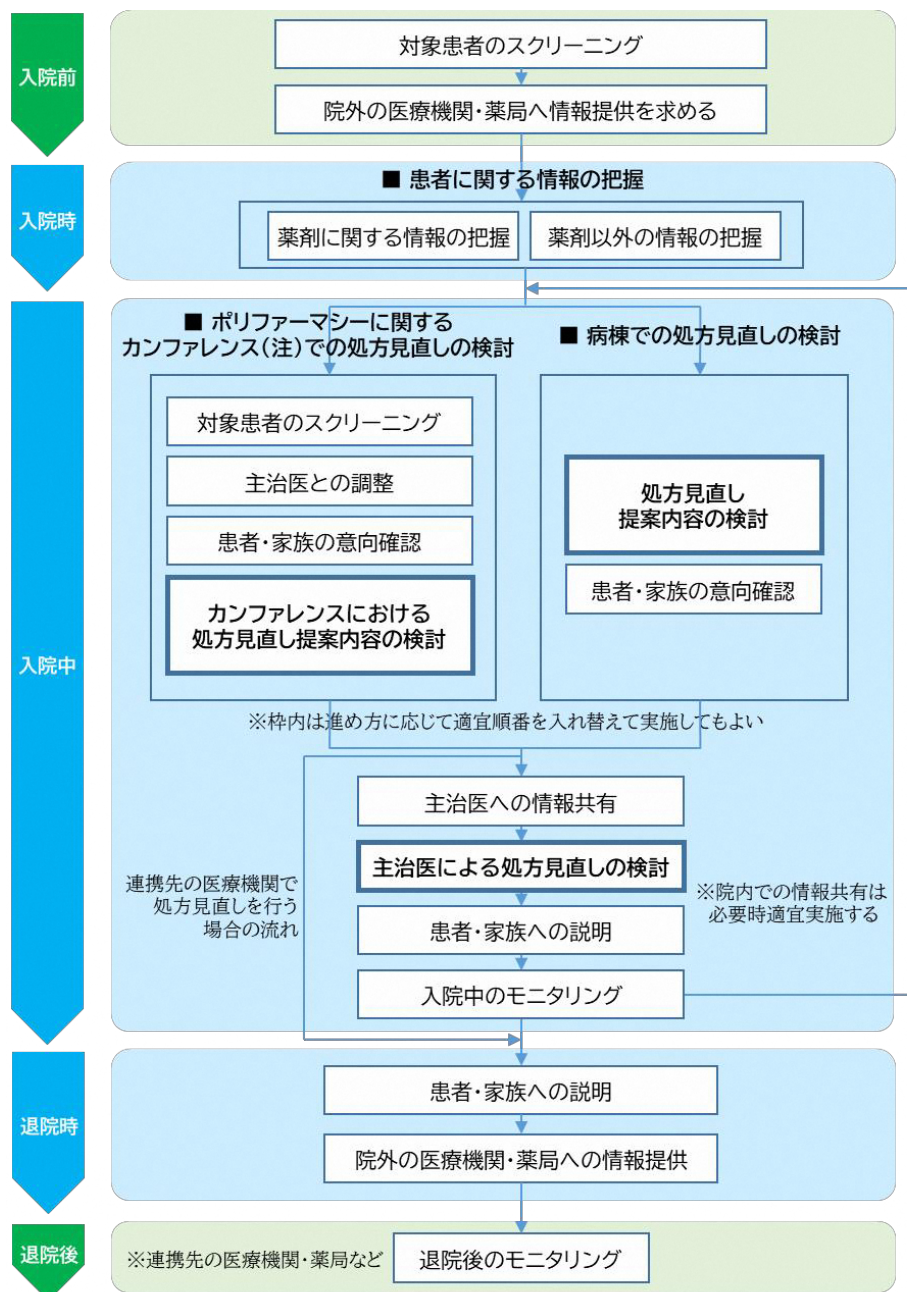 入院前
対象患者のスクリーニング
院外の医療機関・薬局へ情報提供を求める
入院時
■ 患者に関する情報の把握
薬剤に関する情報の把握
薬剤以外の情報の把握
入院中
■ ポリファーマシーに関する
カンファレンス(注)での処方見直しの検討
対象患者のスクリーニング
主治医との調整
患者・家族の意向確認
カンファレンスにおける
処方見直し提案内容の検討
■ 病棟での処方見直しの検討
処方見直し
提案内容の検討
患者・家族の意向確認
※枠内は進め方に応じて適宜順番を入れ替えて実施してもよい
主治医への情報共有
主治医による処方見直しの検討
患者・家族への説明
入院中のモニタリング
連携先の医療機関で
処方見直しを行う
場合の流れ
※院内での情報共有は
必要時適宜実施する
退院時
患者・家族への説明
院外の医療機関・薬局への情報提供
退院後
※連携先の医療機関・薬局など
退院後のモニタリング